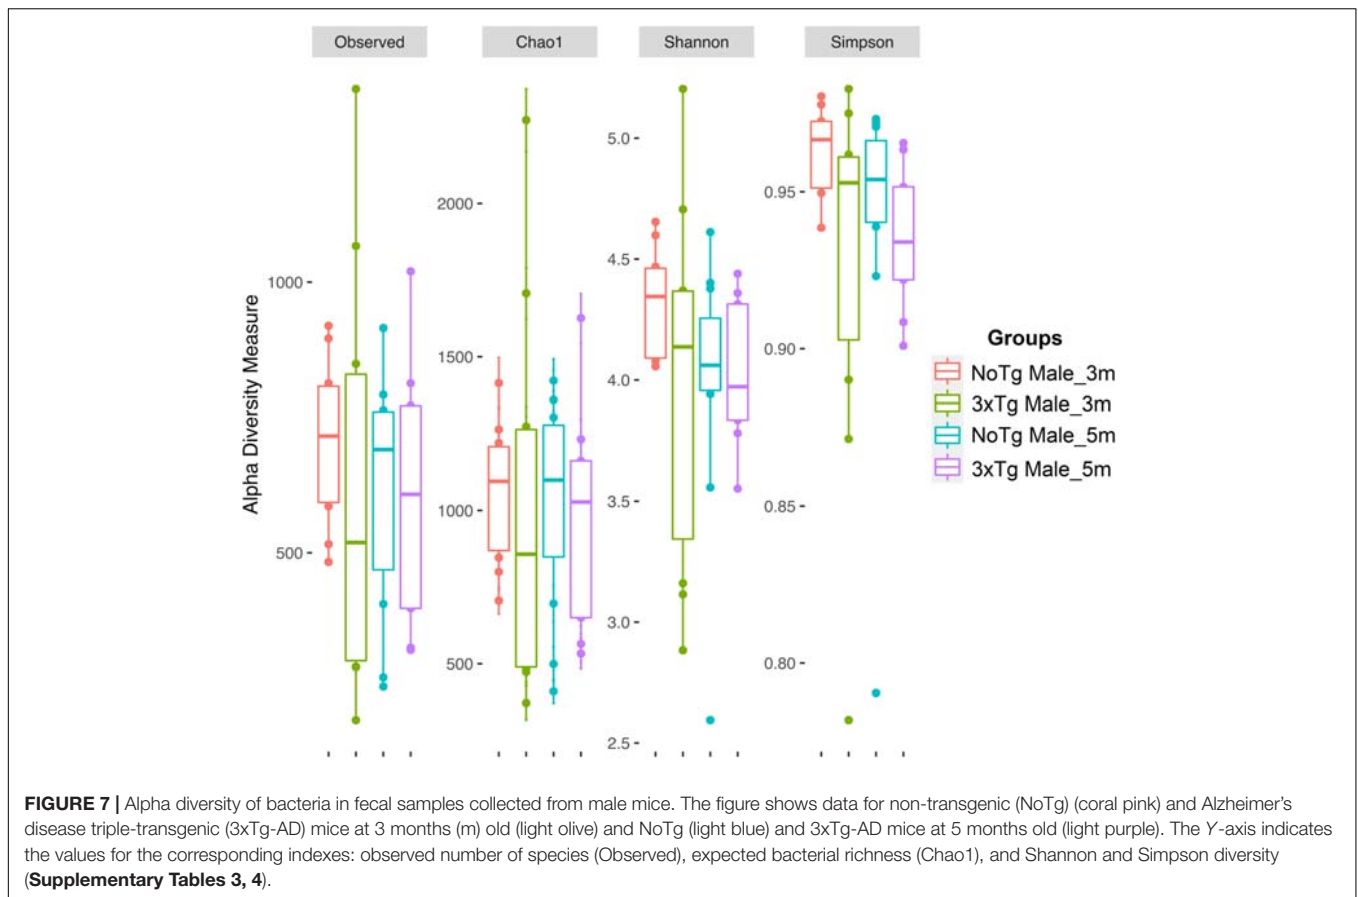 Observed Chao1 Shannon Simpson
Alpha Diversity Measure
1000
500
2000
1500
1000
500
5.0
4.5
4.0
3.5
3.0
2.5
0.95
0.90
0.85
0.80
Groups
NoTg Male_3m
3xTg Male_3m
NoTg Male_5m
3xTg Male_5m
FIGURE 7 | Alpha diversity of bacteria in fecal samples collected from male mice. The figure shows data for non-transgenic (NoTg) (coral pink) and Alzheimer's
disease triple-transgenic (3xTg-AD) mice at 3 months (m) old (light olive) and NoTg (light blue) and 3xTg-AD mice at 5 months old (light purple). The Y-axis indicates
the values for the corresponding indexes: observed number of species (Observed), expected bacterial richness (Chao1), and Shannon and Simpson diversity
(Supplementary Tables 3, 4).